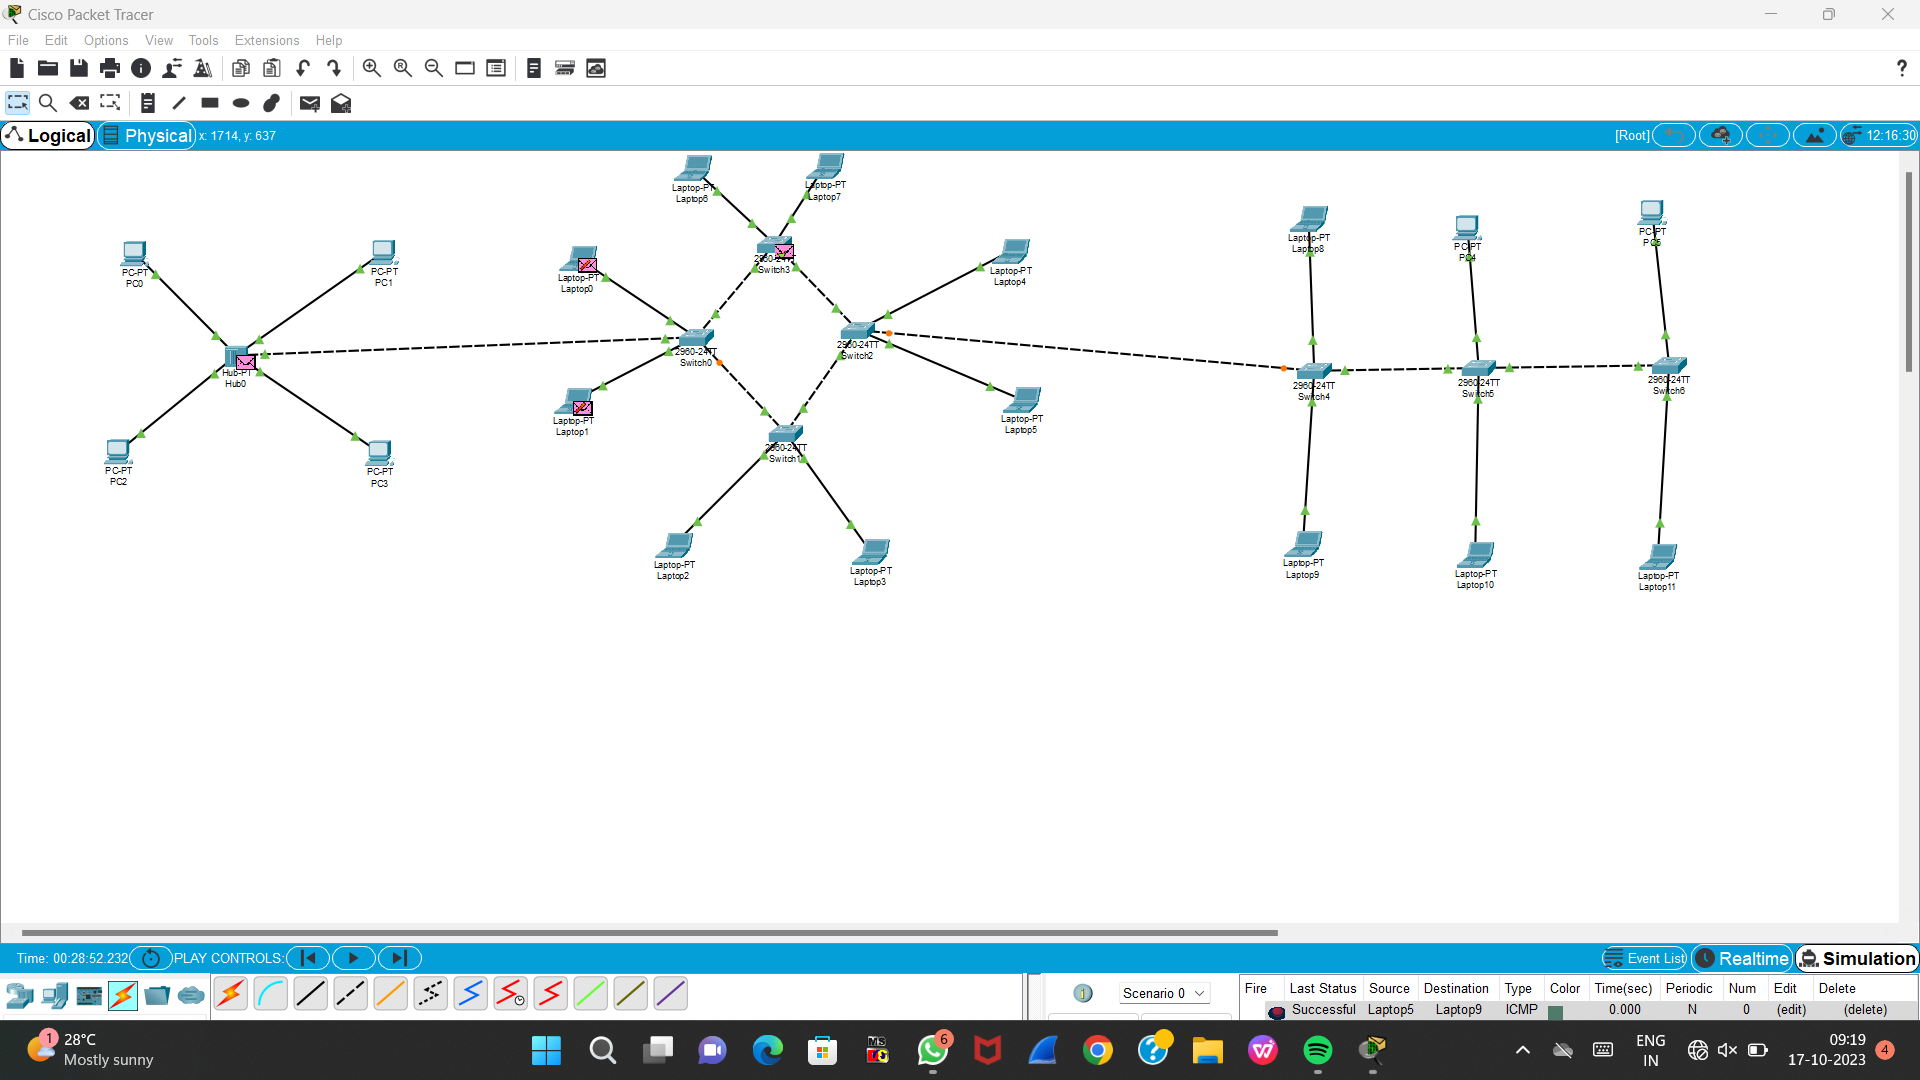 Cisco Packet Tracer
File Edit Options View Tools Extensions Help
?
Logical Physical x: 1714, y: 637 [Root] 12:16:30
Laptop-PT
Laptop6
Laptop-PT
Laptop7
PC-PT
PC0
PC-PT
PC1
Laptop-PT
Laptop0
2960-24TT
Switch3
Laptop-PT
Laptop4
Laptop-PT
Laptop8
PC-PT
PC4
PC-PT
PC5
Hub-PT
Hub0
2960-24TT
Switch0
2960-24TT
Switch2
2960-24TT
Switch4
2960-24TT
Switch5
2960-24TT
Switch6
Laptop-PT
Laptop1
Laptop-PT
Laptop5
2960-24TT
Switch1
PC-PT
PC2
PC-PT
PC3
Laptop-PT
Laptop2
Laptop-PT
Laptop3
Laptop-PT
Laptop9
Laptop-PT
Laptop10
Laptop-PT
Laptop11
Time: 00:28:52.232 PLAY CONTROLS: Event List Realtime Simulation
Scenario 0
Fire Last Status Source Destination Type Color Time(sec) Periodic Num Edit Delete
Successful Laptop5 Laptop9 ICMP 0.000 N 0 (edit) (delete)
1 28°C
Mostly sunny
MS
6
ENG
IN
09:19
17-10-2023
4